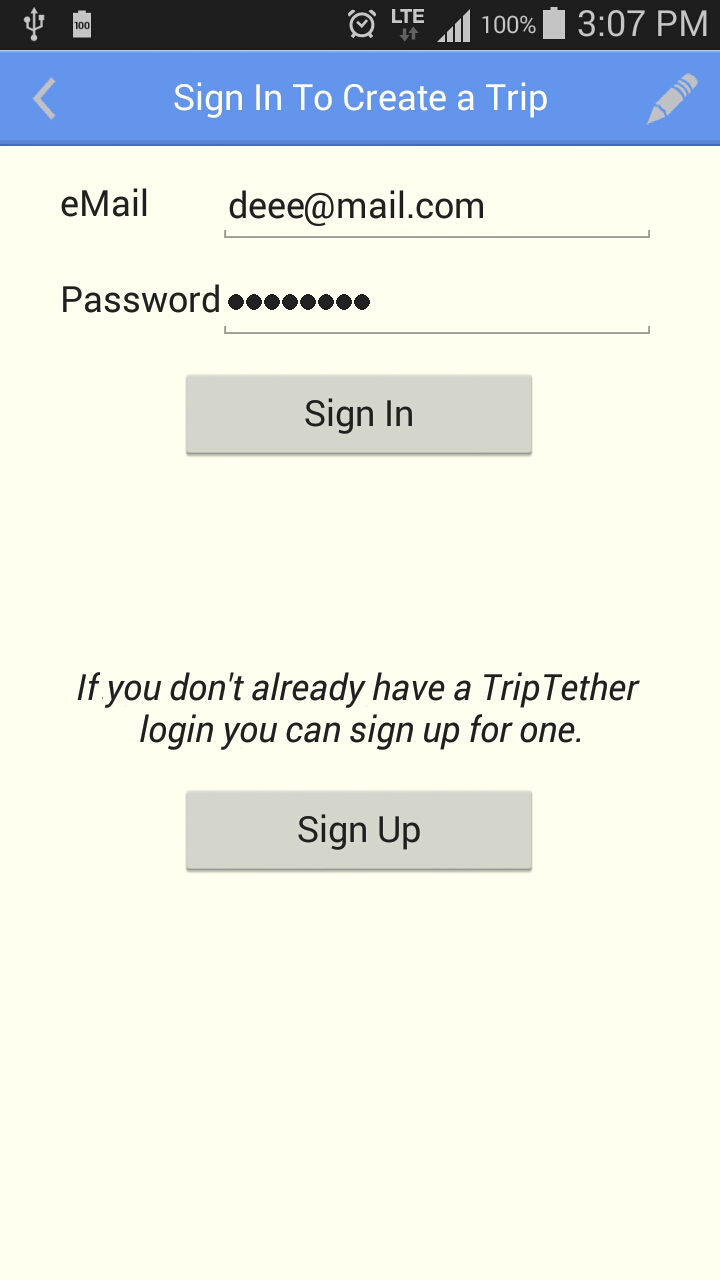 100 LTE 100% 3:07 PM
Sign In To Create a Trip
eMail deee@mail.com
Password ●●●●●●●●
Sign In
If you don't already have a TripTether
login you can sign up for one.
Sign Up